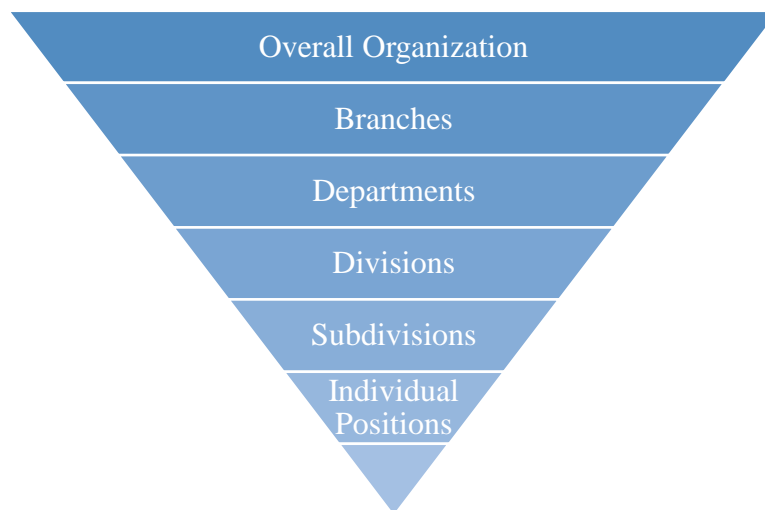 Overall Organization
Branches
Departments
Divisions
Subdivisions
Individual
Positions